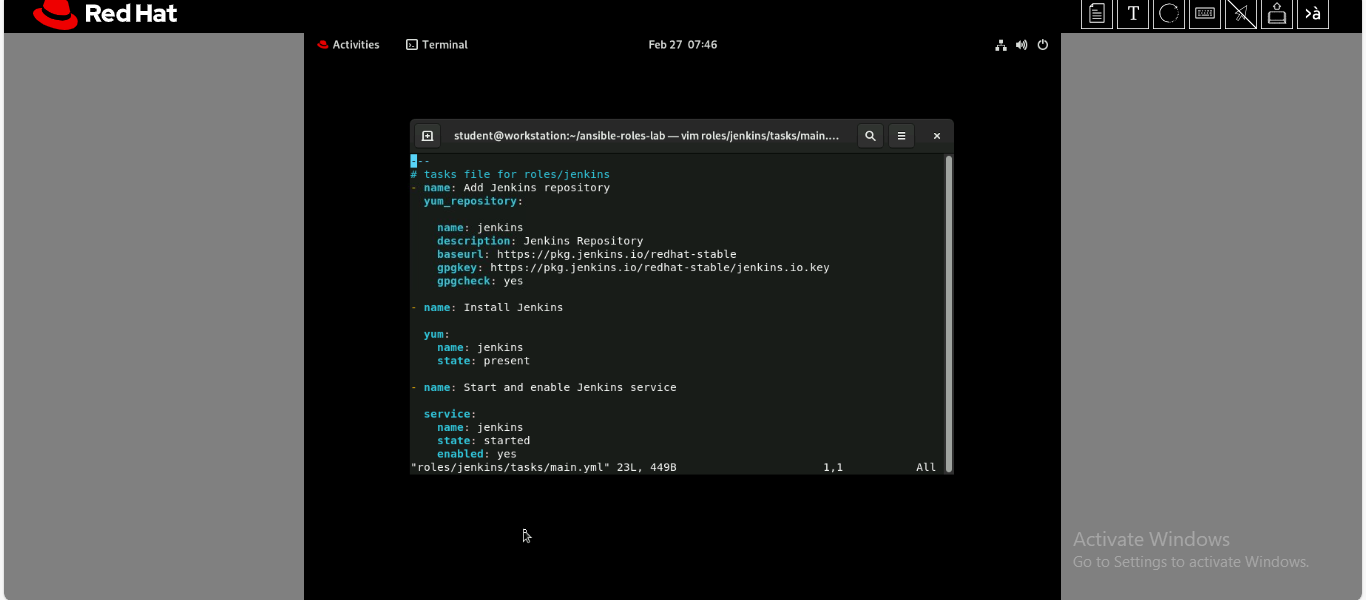 Red Hat
T
>à
Activities
Terminal
Feb 27 07:46
student@workstation:~/ansible-roles-lab — vim roles/jenkins/tasks/main....
---
# tasks file for roles/jenkins
- name: Add Jenkins repository
  yum_repository:
    name: jenkins
    description: Jenkins Repository
    baseurl: https://pkg.jenkins.io/redhat-stable
    gpgkey: https://pkg.jenkins.io/redhat-stable/jenkins.io.key
    gpgcheck: yes
- name: Install Jenkins
  yum:
    name: jenkins
    state: present
- name: Start and enable Jenkins service
  service:
    name: jenkins
    state: started
    enabled: yes
"roles/jenkins/tasks/main.yml" 23L, 449B 1,1 All
Activate Windows
Go to Settings to activate Windows.